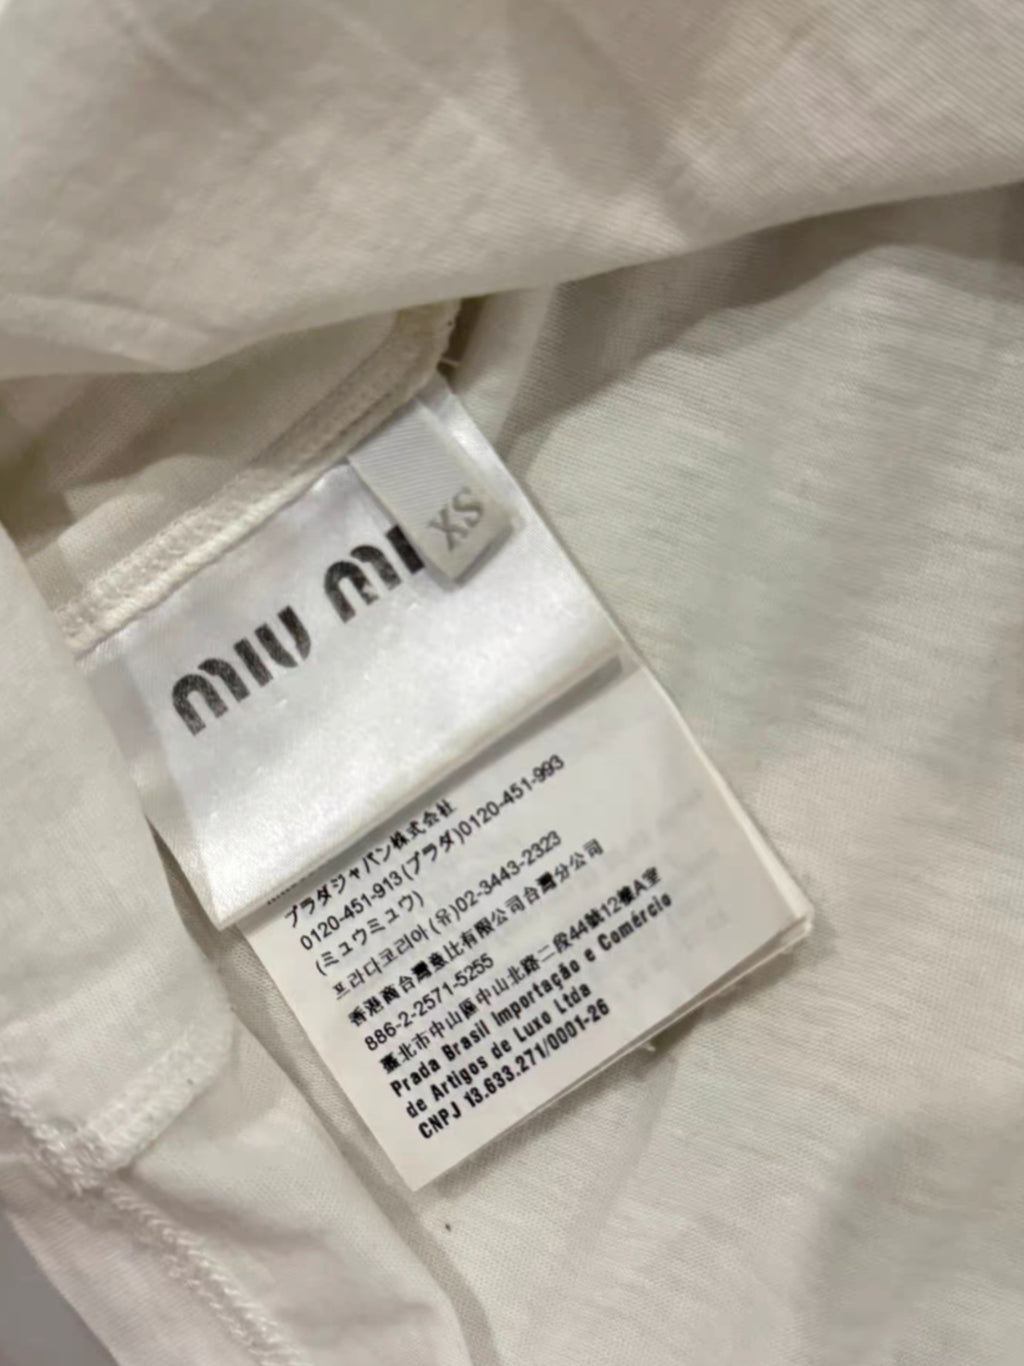 XS
MIU MI
プラダジャパン株式会社
0120-451-913(プラダ)0120-451-993
(ミュウミュウ)
프라다코리아(유)02-3443-2323
香港商台灣普比有限公司台灣分公司
886-2-2571-5255
臺北市中山區中山北路二段44號12樓A室
Prada Brasil Importação e Comércio
de Artigos de Luxo Ltda
CNPJ 13.633.271/0001-26